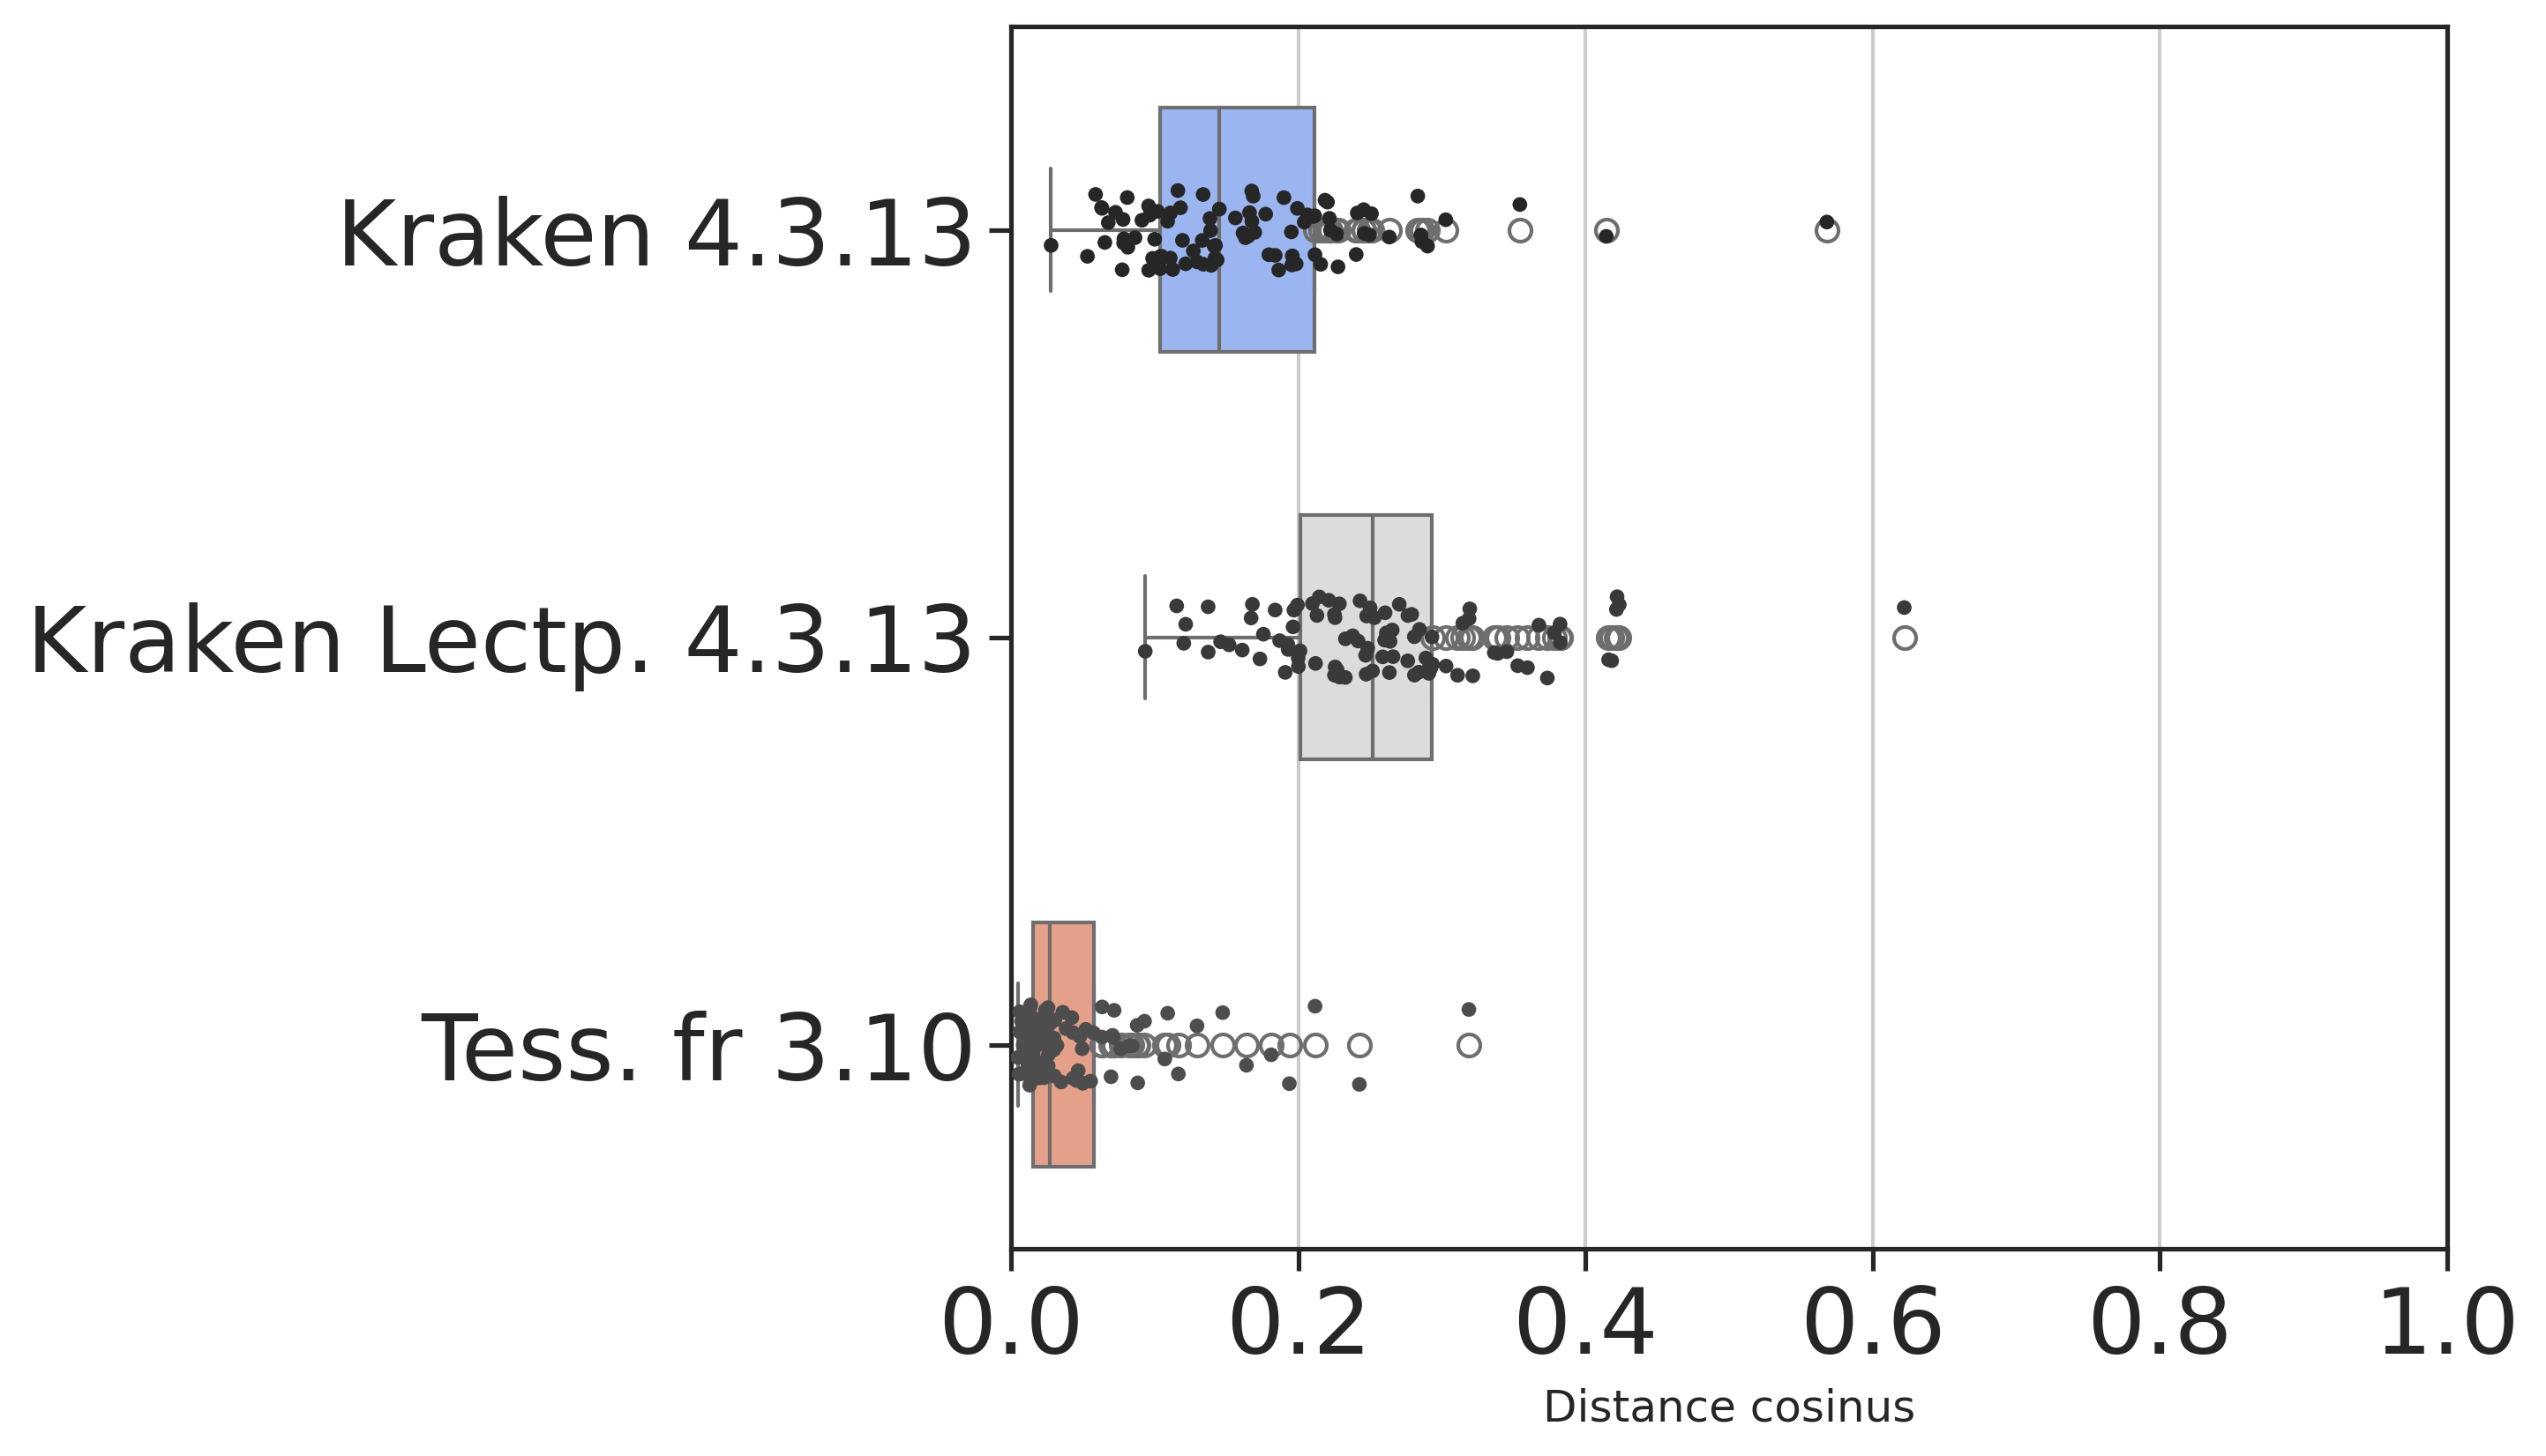 Kraken 4.3.13
Kraken Lectp. 4.3.13
Tess. fr 3.10
0.0 0.2 0.4 0.6 0.8 1.0
Distance cosinus